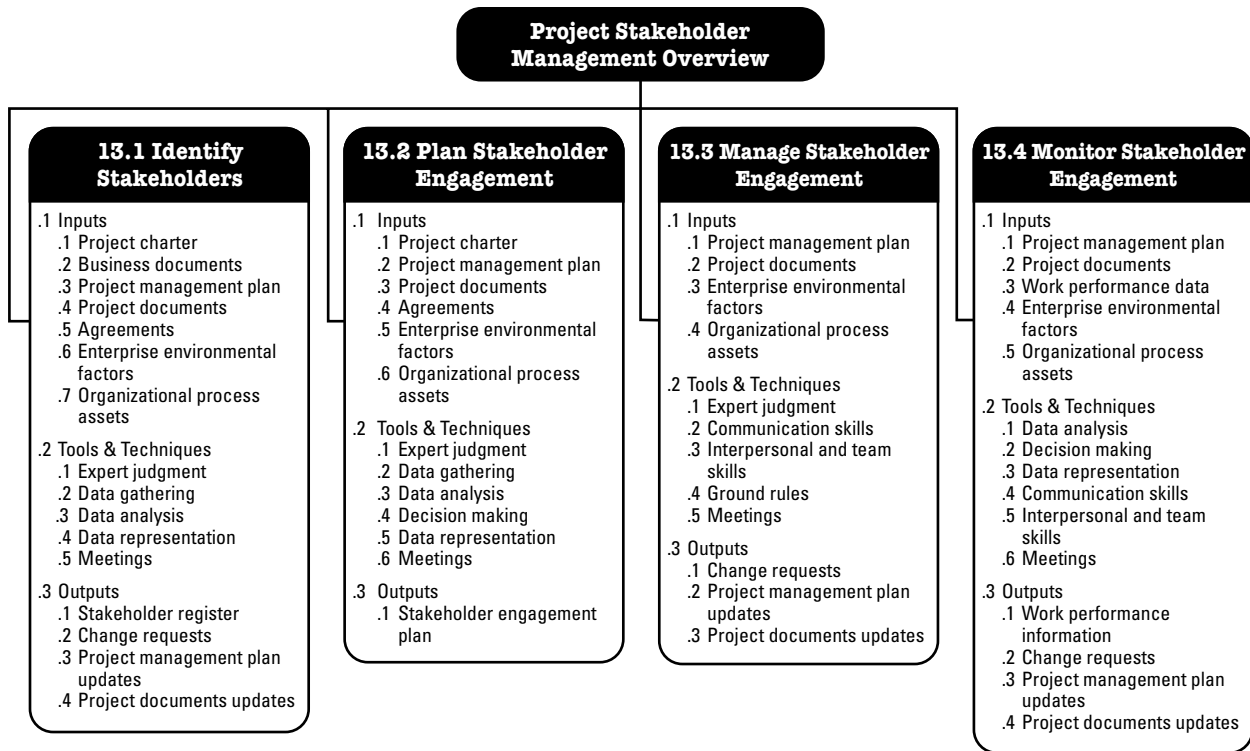 Project Stakeholder
Management Overview
13.1 Identify
Stakeholders
.1 Inputs
.1 Project charter
.2 Business documents
.3 Project management plan
.4 Project documents
.5 Agreements
.6 Enterprise environmental
factors
.7 Organizational process
assets
.2 Tools & Techniques
.1 Expert judgment
.2 Data gathering
.3 Data analysis
.4 Data representation
.5 Meetings
.3 Outputs
.1 Stakeholder register
.2 Change requests
.3 Project management plan
updates
.4 Project documents updates
13.2 Plan Stakeholder
Engagement
.1 Inputs
.1 Project charter
.2 Project management plan
.3 Project documents
.4 Agreements
.5 Enterprise environmental
factors
.6 Organizational process
assets
.2 Tools & Techniques
.1 Expert judgment
.2 Data gathering
.3 Data analysis
.4 Decision making
.5 Data representation
.6 Meetings
.3 Outputs
.1 Stakeholder engagement
plan
13.3 Manage Stakeholder
Engagement
.1 Inputs
.1 Project management plan
.2 Project documents
.3 Enterprise environmental
factors
.4 Organizational process
assets
.2 Tools & Techniques
.1 Expert judgment
.2 Communication skills
.3 Interpersonal and team
skills
.4 Ground rules
.5 Meetings
.3 Outputs
.1 Change requests
.2 Project management plan
updates
.3 Project documents updates
13.4 Monitor Stakeholder
Engagement
.1 Inputs
.1 Project management plan
.2 Project documents
.3 Work performance data
.4 Enterprise environmental
factors
.5 Organizational process
assets
.2 Tools & Techniques
.1 Data analysis
.2 Decision making
.3 Data representation
.4 Communication skills
.5 Interpersonal and team
skills
.6 Meetings
.3 Outputs
.1 Work performance
information
.2 Change requests
.3 Project management plan
updates
.4 Project documents updates